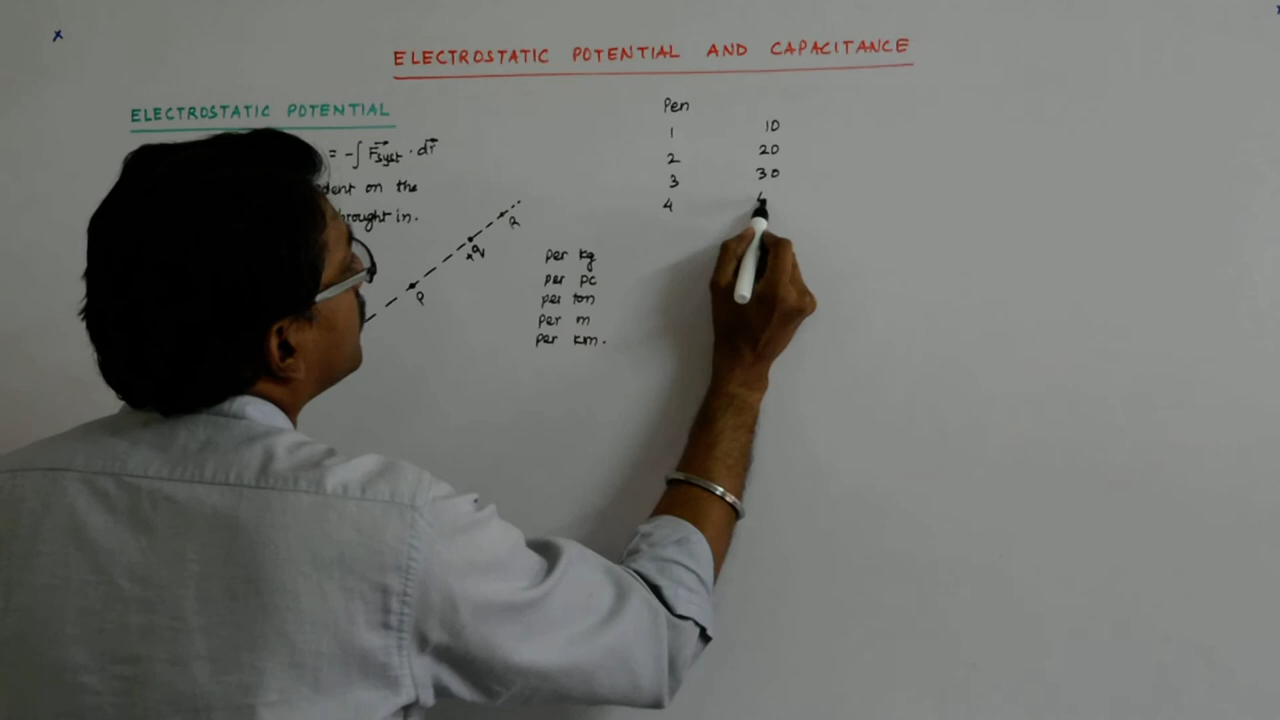 x
ELECTROSTATIC POTENTIAL AND CAPACITANCE
ELECTROSTATIC POTENTIAL
= -∫ F⃗syst · dr⃗
dent on the
brought in.
R
+q
P
per kg
per pc
per ton
per m
per km.
Pen
1 10
2 20
3 30
4